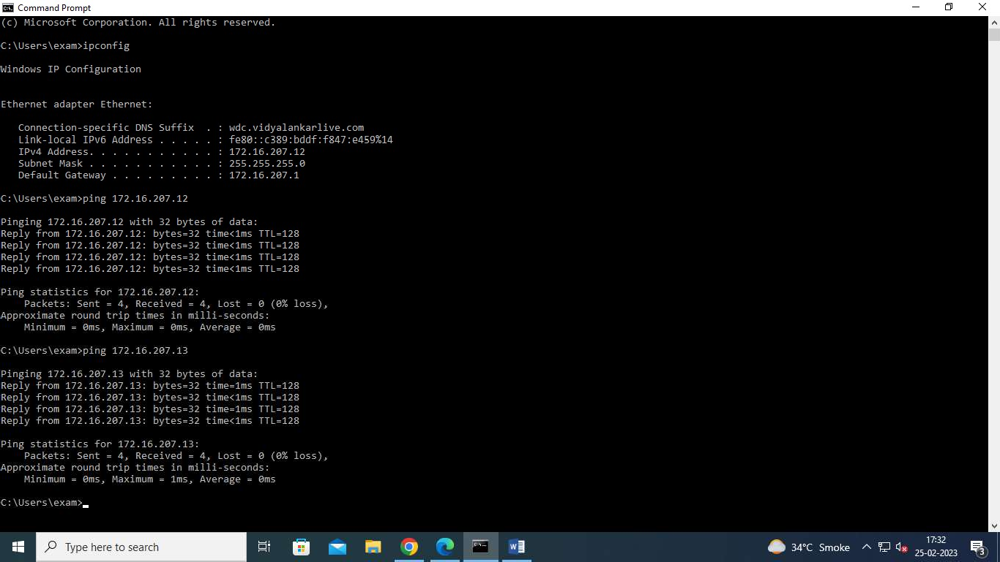 Command Prompt
(c) Microsoft Corporation. All rights reserved.
C:\Users\exam>ipconfig
Windows IP Configuration
Ethernet adapter Ethernet:
   Connection-specific DNS Suffix  . : wdc.vidyalankarlive.com
   Link-local IPv6 Address . . . . . : fe80::c389:bddf:f847:e459%14
   IPv4 Address. . . . . . . . . . . : 172.16.207.12
   Subnet Mask . . . . . . . . . . . : 255.255.255.0
   Default Gateway . . . . . . . . . : 172.16.207.1
C:\Users\exam>ping 172.16.207.12
Pinging 172.16.207.12 with 32 bytes of data:
Reply from 172.16.207.12: bytes=32 time<1ms TTL=128
Reply from 172.16.207.12: bytes=32 time<1ms TTL=128
Reply from 172.16.207.12: bytes=32 time<1ms TTL=128
Reply from 172.16.207.12: bytes=32 time<1ms TTL=128
Ping statistics for 172.16.207.12:
    Packets: Sent = 4, Received = 4, Lost = 0 (0% loss),
Approximate round trip times in milli-seconds:
    Minimum = 0ms, Maximum = 0ms, Average = 0ms
C:\Users\exam>ping 172.16.207.13
Pinging 172.16.207.13 with 32 bytes of data:
Reply from 172.16.207.13: bytes=32 time=1ms TTL=128
Reply from 172.16.207.13: bytes=32 time<1ms TTL=128
Reply from 172.16.207.13: bytes=32 time=1ms TTL=128
Reply from 172.16.207.13: bytes=32 time<1ms TTL=128
Ping statistics for 172.16.207.13:
    Packets: Sent = 4, Received = 4, Lost = 0 (0% loss),
Approximate round trip times in milli-seconds:
    Minimum = 0ms, Maximum = 1ms, Average = 0ms
C:\Users\exam>
Type here to search
34°C Smoke
17:32
25-02-2023
3